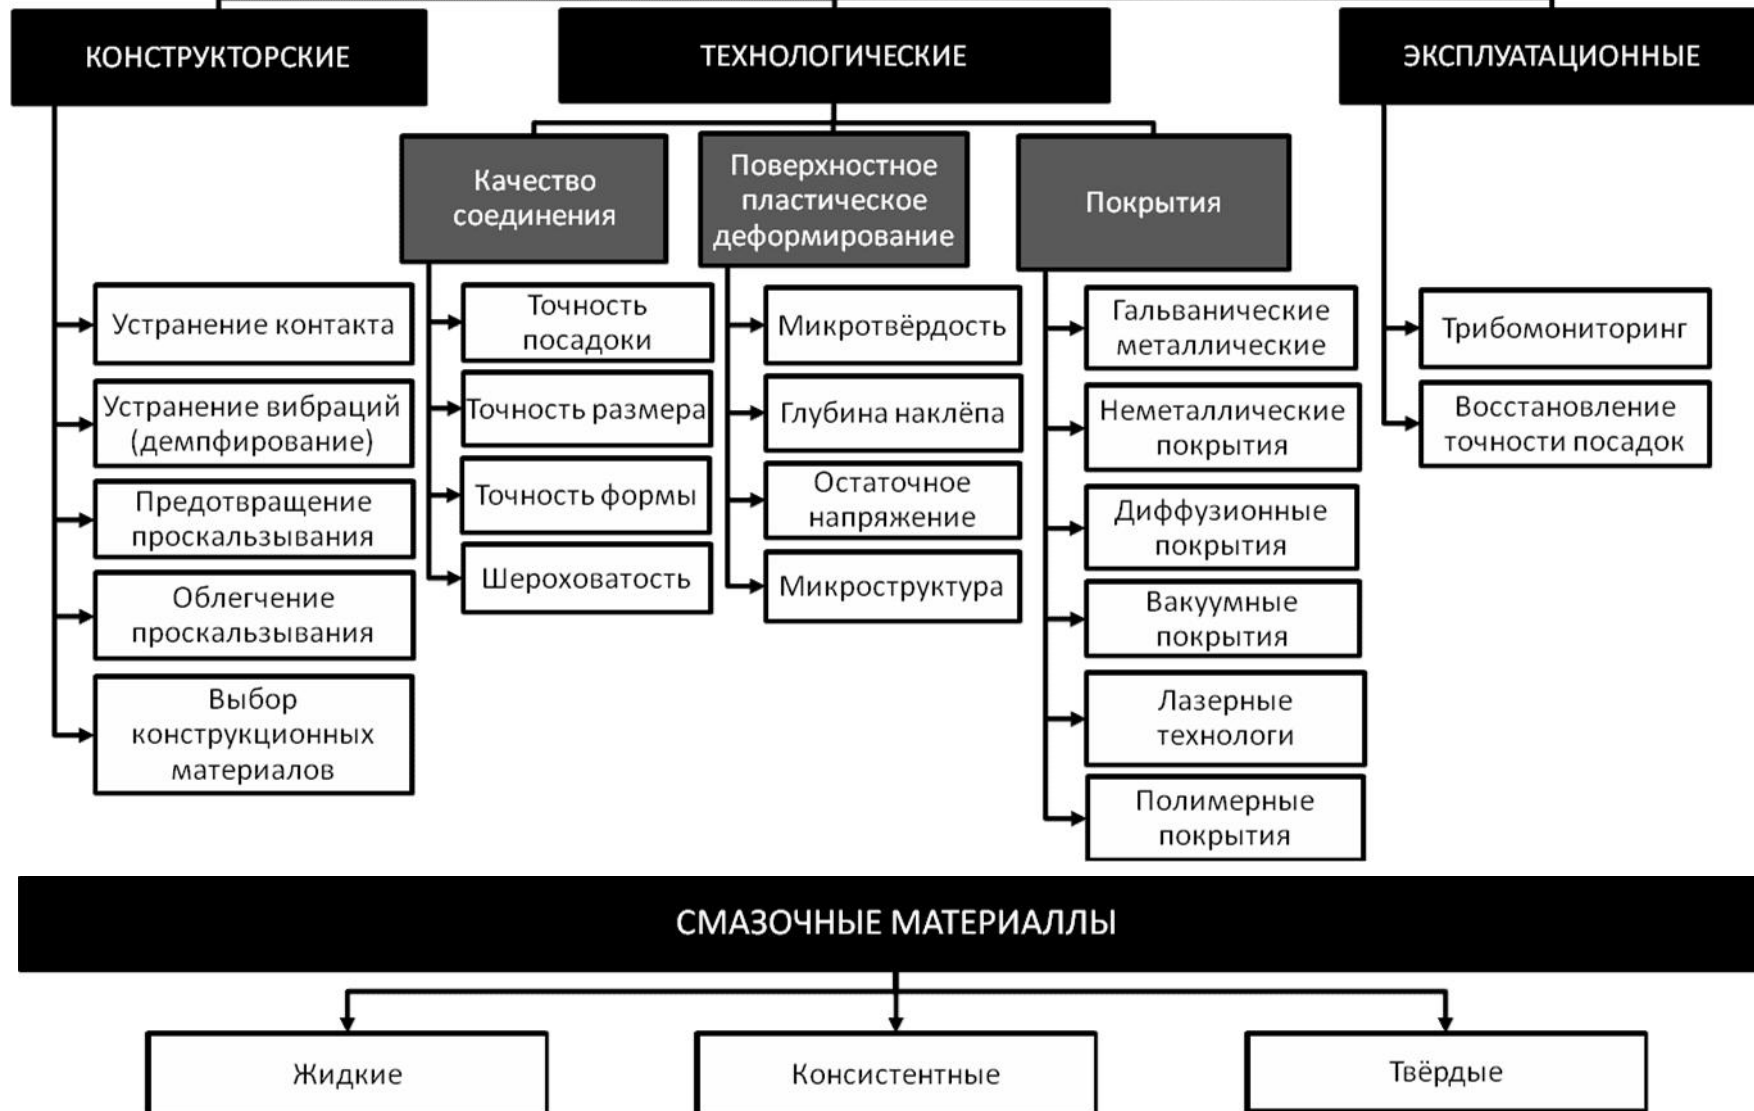 КОНСТРУКТОРСКИЕ
ТЕХНОЛОГИЧЕСКИЕ
ЭКСПЛУАТАЦИОННЫЕ
Качество
соединения
Поверхностное
пластическое
деформирование
Покрытия
Устранение контакта
Устранение вибраций
(демпфирование)
Предотвращение
проскальзывания
Облегчение
проскальзывания
Выбор
конструкционных
материалов
Точность
посадоки
Точность размера
Точность формы
Шероховатость
Микротвёрдость
Глубина наклёпа
Остаточное
напряжение
Микроструктура
Гальванические
металлические
Неметаллические
покрытия
Диффузионные
покрытия
Вакуумные
покрытия
Лазерные
технологи
Полимерные
покрытия
Трибомониторинг
Восстановление
точности посадок
СМАЗОЧНЫЕ МАТЕРИАЛЛЫ
Жидкие
Консистентные
Твёрдые